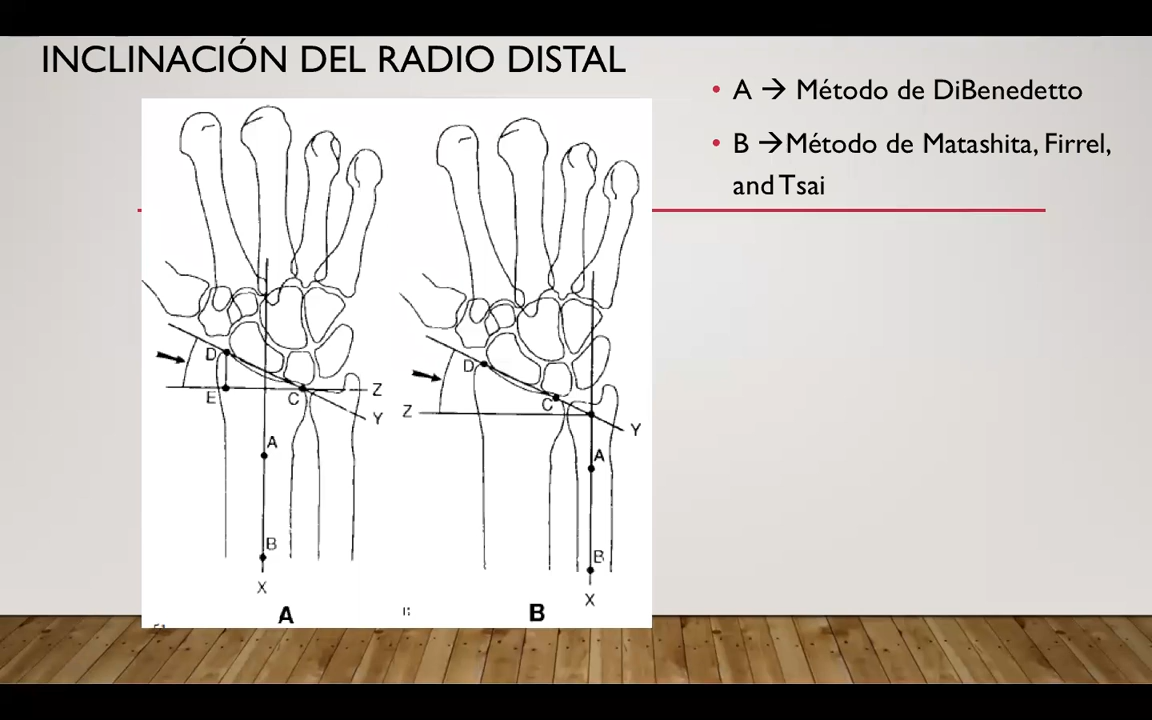 INCLINACIÓN DEL RADIO DISTAL
• A → Método de DiBenedetto
• B →Método de Matashita, Firrel,
and Tsai
D
E
C
Z
Y
A
B
X
A
D
C
Z
Y
A
B
X
B